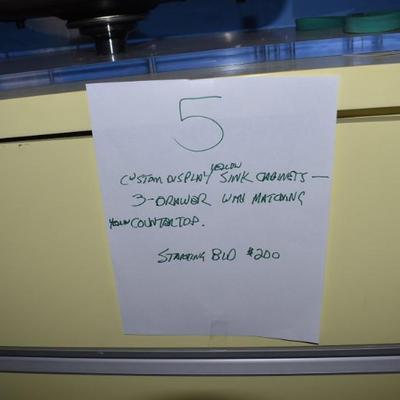 5
CUSTOM DISPLAY YELLOW SINK CABINETS —
3-DRAWER WITH MATCHING
YELLOW COUNTERTOP.
STARTING BID $200